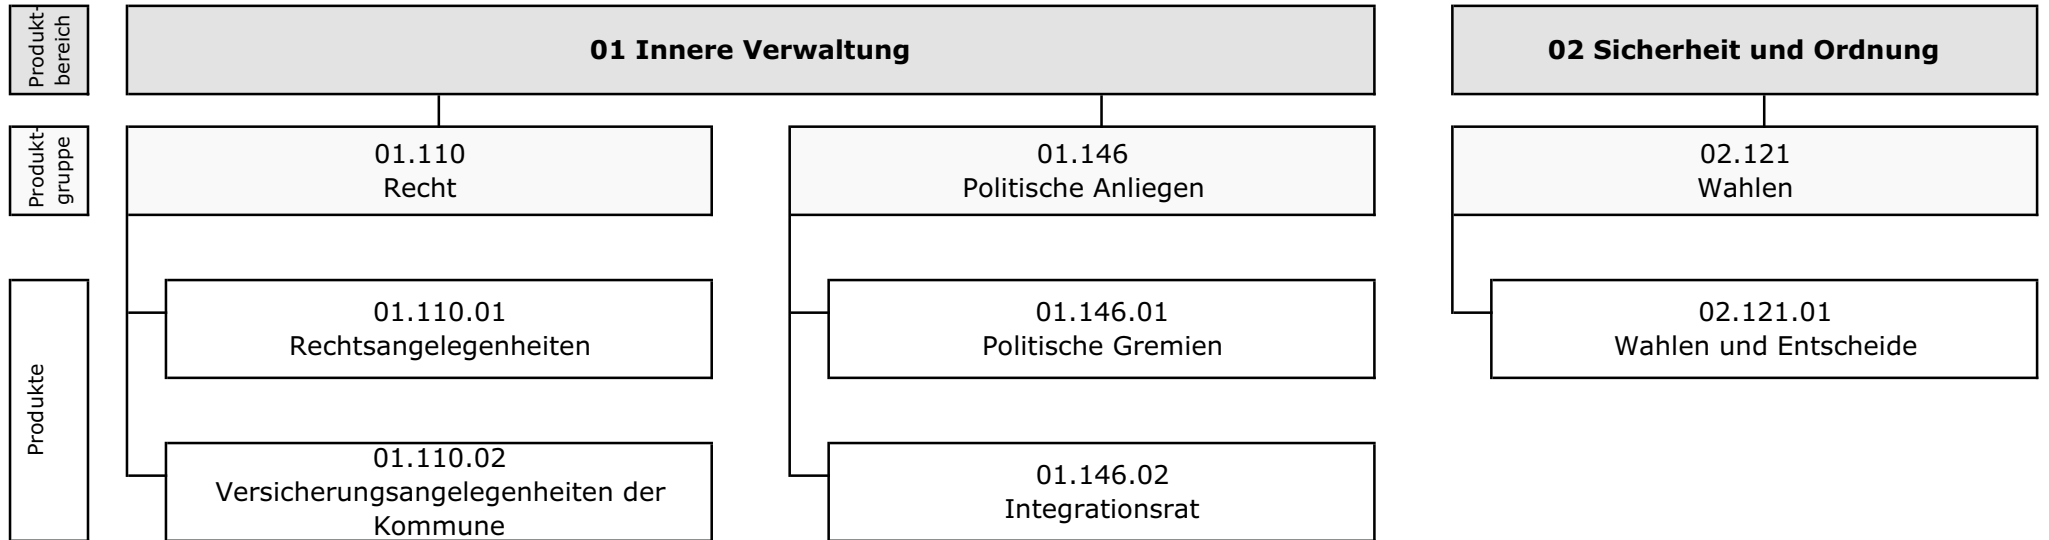 Produkt-
bereich
01 Innere Verwaltung
02 Sicherheit und Ordnung
Produkt-
gruppe
01.110
Recht
01.146
Politische Anliegen
02.121
Wahlen
Produkte
01.110.01
Rechtsangelegenheiten
01.146.01
Politische Gremien
02.121.01
Wahlen und Entscheide
01.110.02
Versicherungsangelegenheiten der
Kommune
01.146.02
Integrationsrat